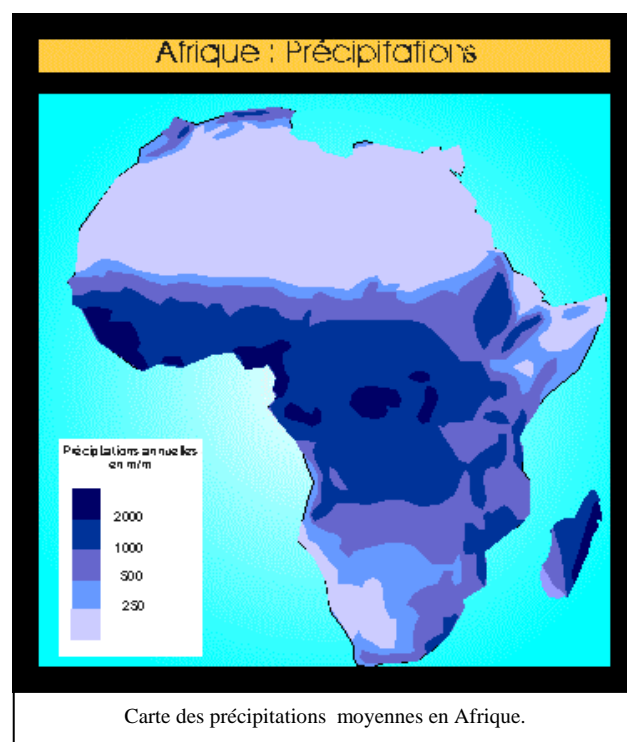 Afrique : Précipitations
Précipitations annuelles
en m/m
2000
1000
500
250
Carte des précipitations moyennes en Afrique.